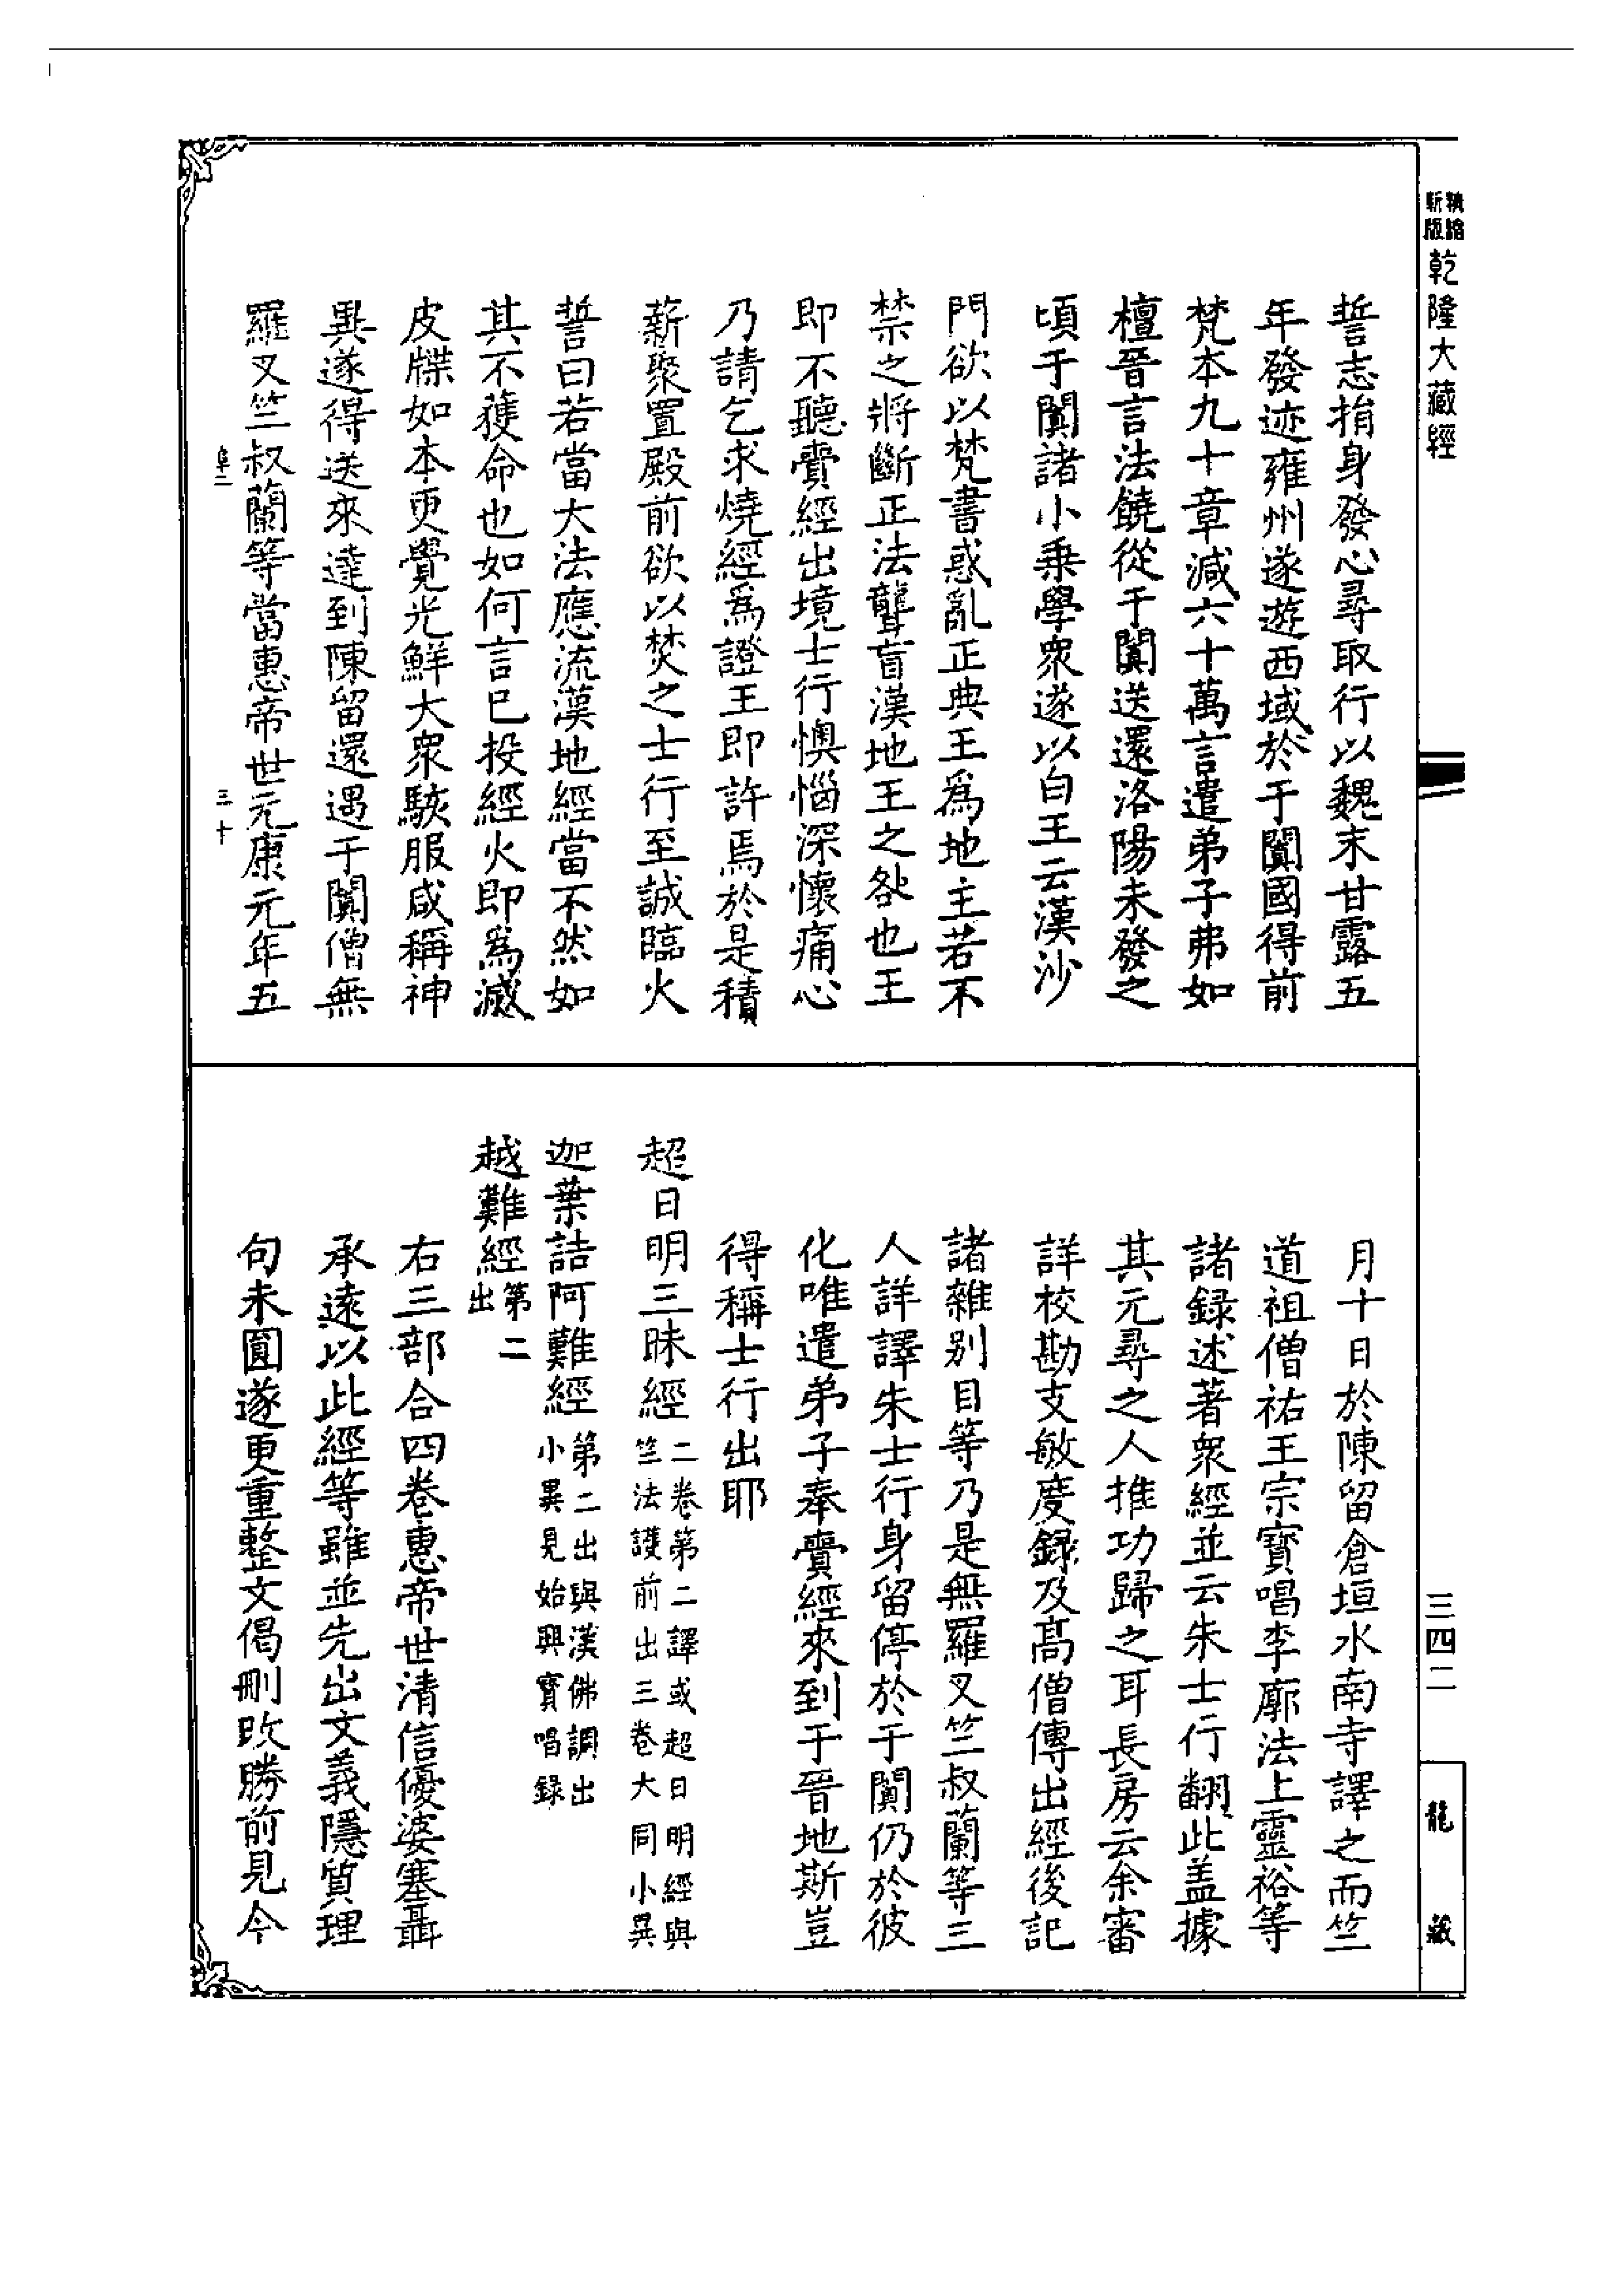 精縮新版乾隆大藏經
三四二
龍藏
誓志捐身發心尋取行以魏末甘露五
年發迹雍州遂遊西域於于闐國得前
梵本九十章減六十萬言遣弟子弗如
檀晉言法饒從于闐送還洛陽未發之
頃于闐諸小乗學衆遂以白王云漢沙
門欲以梵書惑亂正典王爲地主若不
禁之將斷正法聾盲漢地王之咎也王
即不聽賷經出境士行懊惱深懷痛心
乃請乞求燒經爲證王即許焉於是積
薪聚置殿前欲以焚之士行至誠臨火
誓曰若當大法應流漢地經當不然如
其不獲命也如何言已投經火即爲滅
皮牒如本更覺光鮮大衆駭服咸稱神
異遂得送來達到陳留還遇于闐僧無
羅叉竺叔蘭等當惠帝世元康元年五
阜二 三十
月十日於陳留倉垣水南寺譯之而竺
道祖僧祐王宗寳唱李廓法上靈裕等
諸録述著衆經並云朱士行翻此盖據
其元尋之人推功歸之耳長房云余審
詳校勘支敏度録及髙僧傳出經後記
諸雜别目等乃是無羅叉竺叔蘭等三
人詳譯朱士行身留停於于闐仍於彼
化唯遣弟子奉賷經來到于晉地斯豈
得稱士行出耶
超日明三昧經二卷第二譯或超日明經與
竺法護前出三卷大同小異
迦葉詰阿難經第二出與漢佛調出
小異見始興寳唱録
越難經第二
出
右三部合四卷惠帝世清信優婆塞聶
承遠以此經等雖並先出文義隱質理
句未圓遂更重整文偈刪改勝前見今